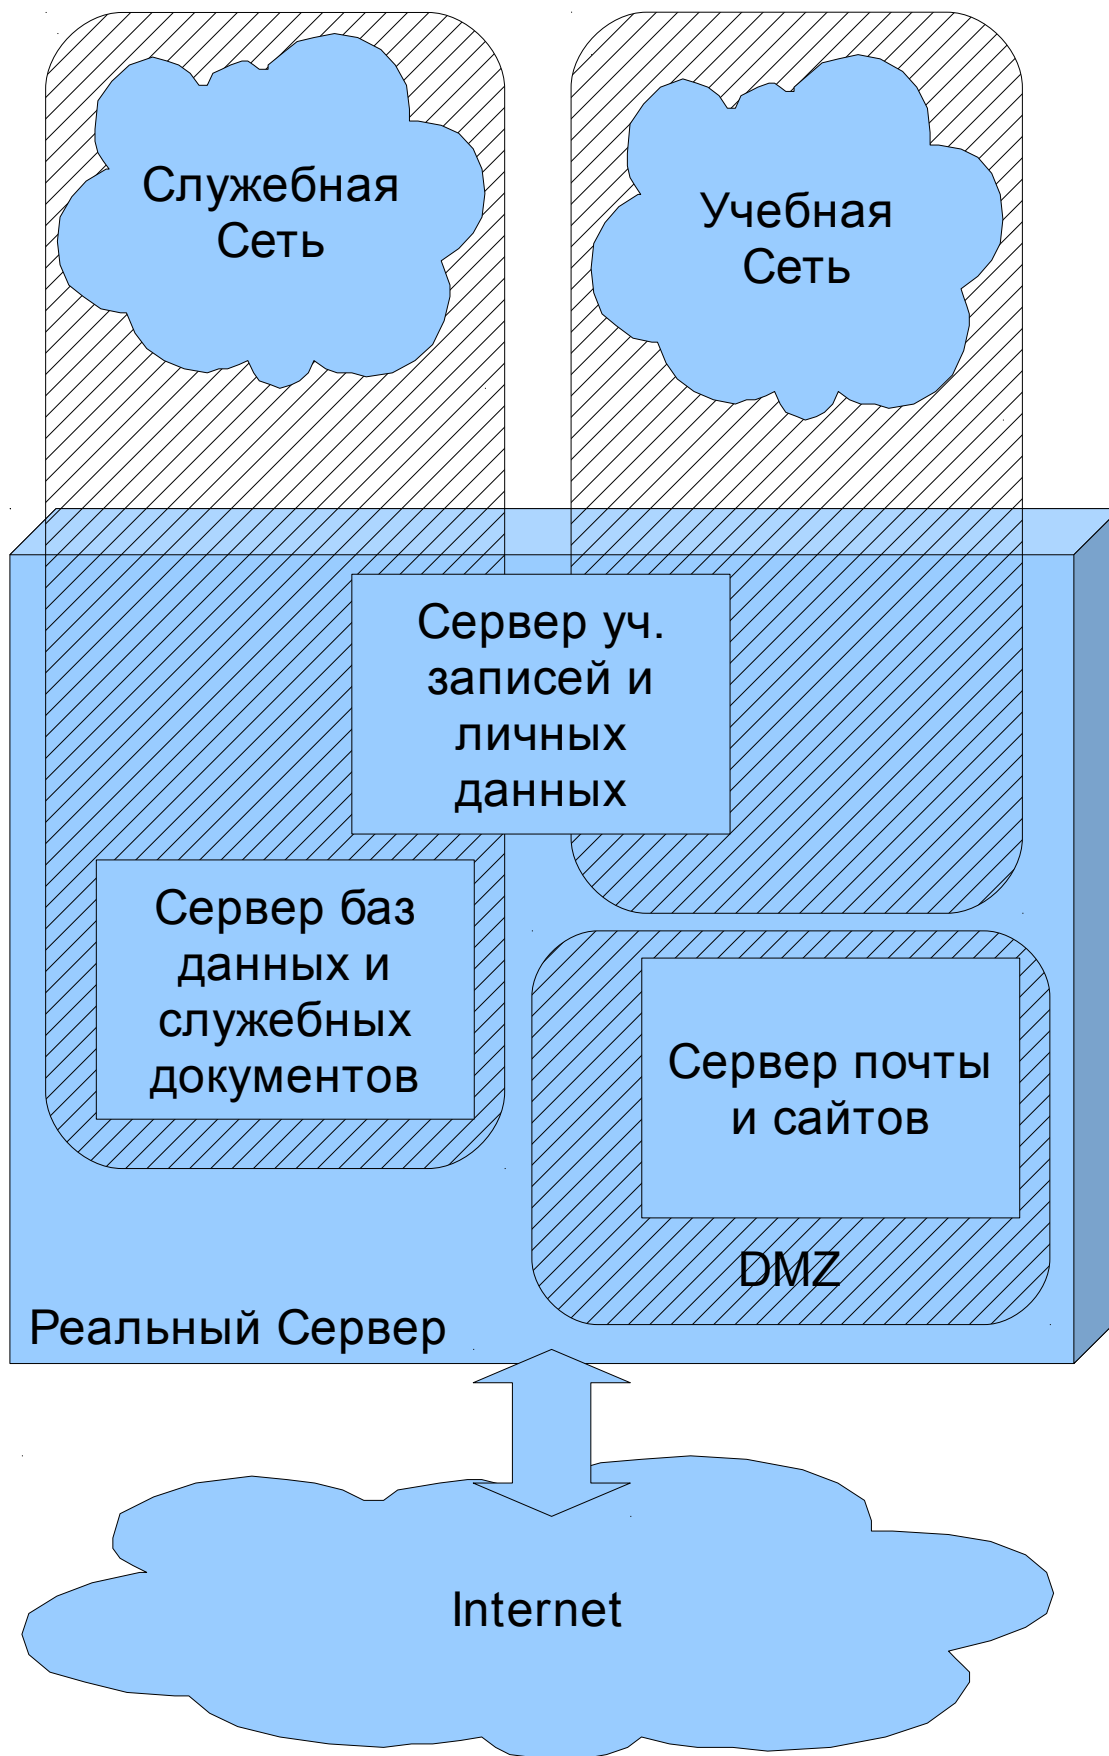 Служебная
Сеть
Учебная
Сеть
Сервер уч.
записей и
личных
данных
Сервер баз
данных и
служебных
документов
Сервер почты
и сайтов
DMZ
Реальный Сервер
Internet